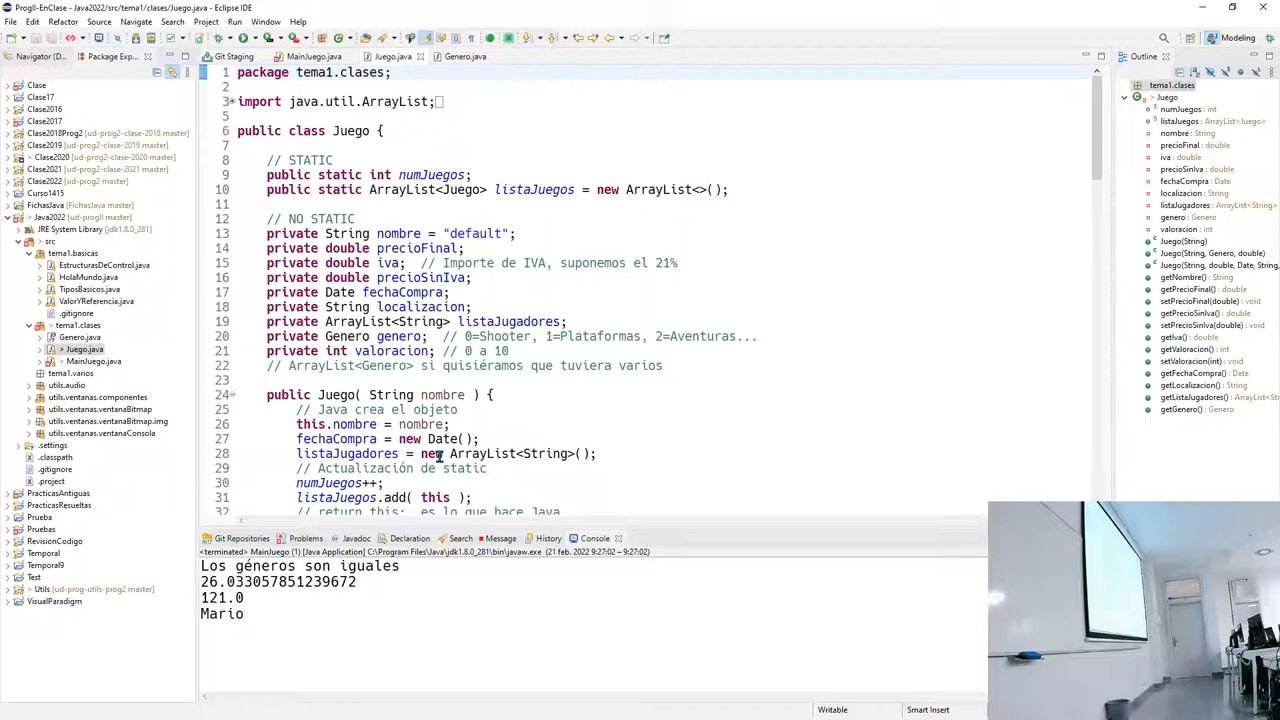 ProgII-EnClase - Java2022/src/tema1/clases/Juego.java - Eclipse IDE
File Edit Refactor Source Navigate Search Project Run Window Help
Modeling
Navigator (D...
Package Exp...
Git Staging
MainJuego.java
Juego.java
Genero.java
Outline
Clase
Clase17
Clase2016
Clase2017
Clase2018Prog2 [ud-prog2-clase-2018 master]
Clase2019 [ud-prog2-clase-2019 master]
> Clase2020 [ud-prog2-clase-2020 master]
Clase2021 [ud-prog2-clase-2021 master]
Clase2022 [ud-prog2 master]
Curso1415
FichasJava [ud-prog2-clase master]
Java2022 [ud-progII master]
JRE System Library [jdk1.8.0_281]
> src
tema1.basicas
EstructurasDeControl.java
HolaMundo.java
TiposBasicos.java
ValorYReferencia.java
.gitignore
> tema1.clases
Genero.java
> Juego.java
> MainJuego.java
tema1.varios
utils.audio
utils.ventanas.componentes
utils.ventanas.ventanaBitmap
utils.ventanas.ventanaBitmap.img
utils.ventanas.ventanaConsola
.settings
.classpath
.gitignore
.project
PracticasAntiguas
PracticasResueltas
Prueba
Pruebas
RevisionCodigo
Temporal
Temporal9
Test
> Utils [ud-prog-utils-prog2 master]
VisualParadigm
1 package tema1.clases;
2
3 import java.util.ArrayList;
5
6 public class Juego {
7
8 // STATIC
9 public static int numJuegos;
10 public static ArrayList<Juego> listaJuegos = new ArrayList<>();
11
12 // NO STATIC
13 private String nombre = "default";
14 private double precioFinal;
15 private double iva; // Importe de IVA, suponemos el 21%
16 private double precioSinIva;
17 private Date fechaCompra;
18 private String localizacion;
19 private ArrayList<String> listaJugadores;
20 private Genero genero; // 0=Shooter, 1=Plataformas, 2=Aventuras...
21 private int valoracion; // 0 a 10
22 // ArrayList<Genero> si quisiéramos que tuviera varios
23
24 public Juego( String nombre ) {
25 // Java crea el objeto
26 this.nombre = nombre;
27 fechaCompra = new Date();
28 listaJugadores = new ArrayList<String>();
29 // Actualización de static
30 numJuegos++;
31 listaJuegos.add( this );
32 // return this; es lo que hace Java
tema1.clases
Juego
numJuegos : int
listaJuegos : ArrayList<Juego>
nombre : String
precioFinal : double
iva : double
precioSinIva : double
fechaCompra : Date
localizacion : String
listaJugadores : ArrayList<String>
genero : Genero
valoracion : int
Juego(String)
Juego(String, Genero, double)
Juego(String, double, Date, String,
getNombre() : String
getPrecioFinal() : double
setPrecioFinal(double) : void
getPrecioSinIva() : double
setPrecioSinIva(double) : void
getIva() : double
getValoracion() : int
setValoracion(int) : void
getFechaCompra() : Date
getLocalizacion() : String
getListaJugadores() : ArrayList<S
getGenero() : Genero
Git Repositories
Problems
Javadoc
Declaration
Search
Message
History
Console
<terminated> MainJuego (1) [Java Application] C:\Program Files\Java\jdk1.8.0_281\bin\javaw.exe (21 feb. 2022 9:27:02 – 9:27:02)
Los géneros son iguales
26.033057851239672
121.0
Mario
Writable
Smart Insert